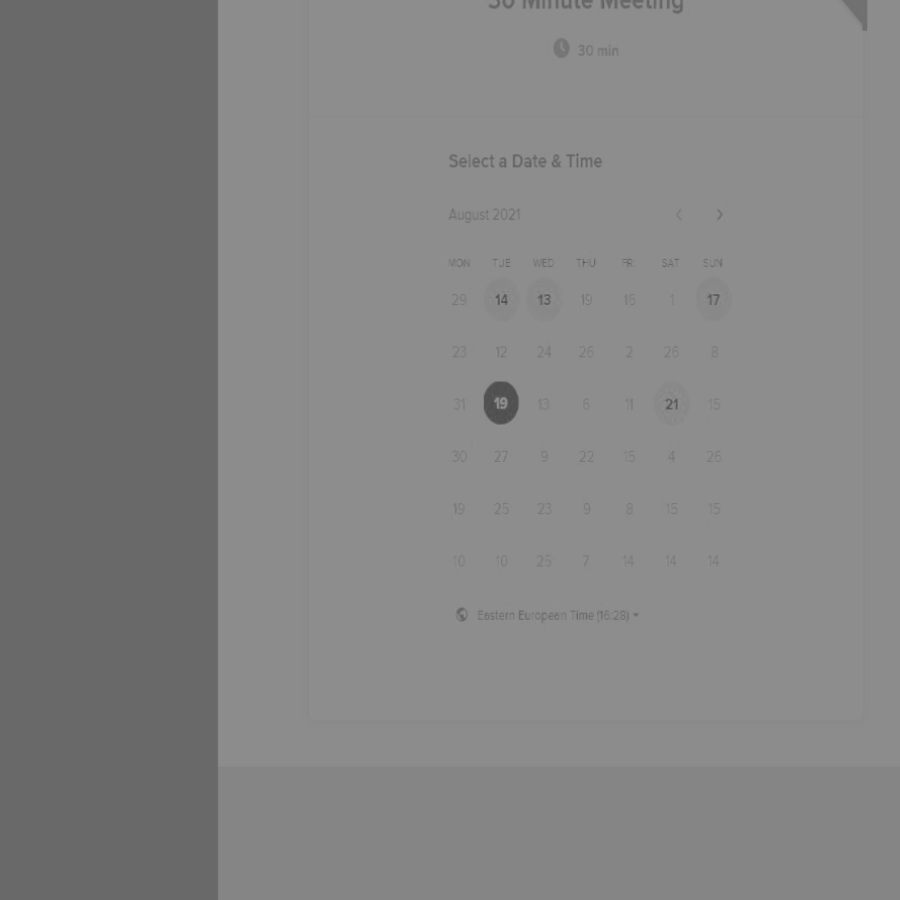 30 Minute Meeting
30 min
Select a Date & Time
August 2021
MON TUE WED THU FRI SAT SUN
29 14 13 19 16 1 17
23 12 24 26 2 26 8
31 19 13 6 11 21 15
30 27 9 22 15 4 26
19 25 23 9 8 15 15
10 10 25 7 14 14 14
Eastern European Time (16:28)